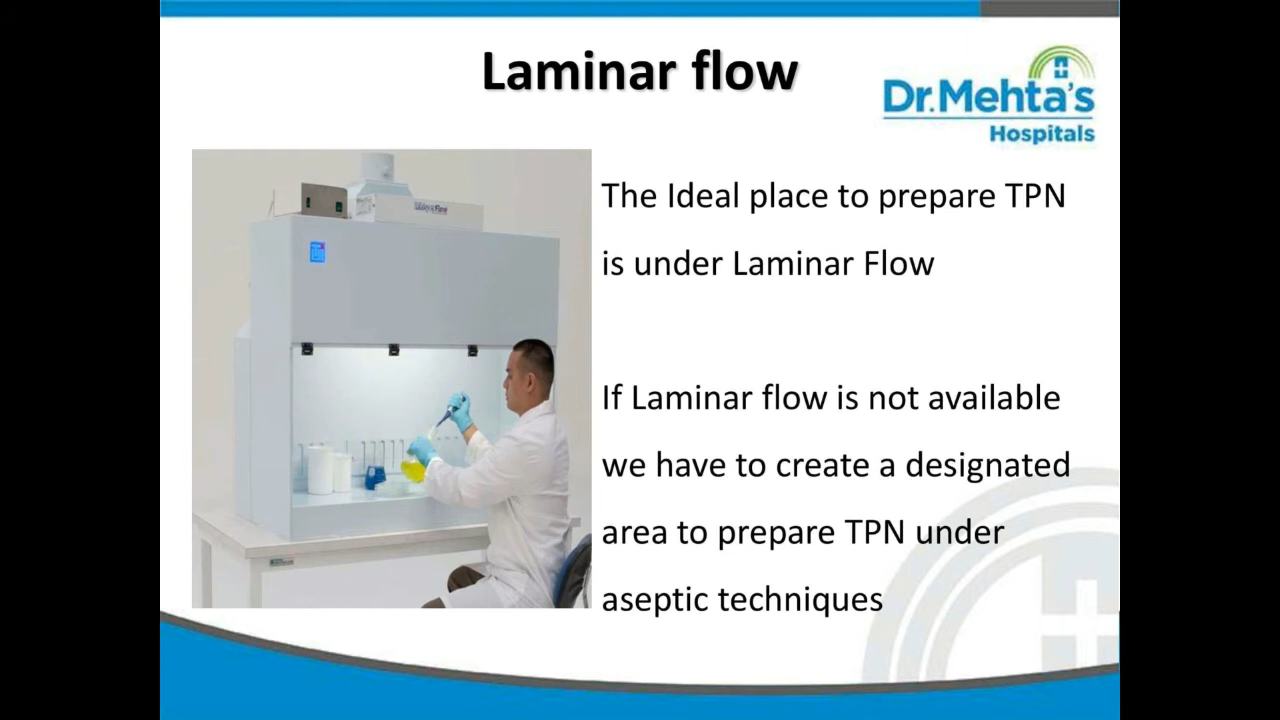 Laminar flow
Dr.Mehta's
Hospitals
The Ideal place to prepare TPN
is under Laminar Flow
If Laminar flow is not available
we have to create a designated
area to prepare TPN under
aseptic techniques